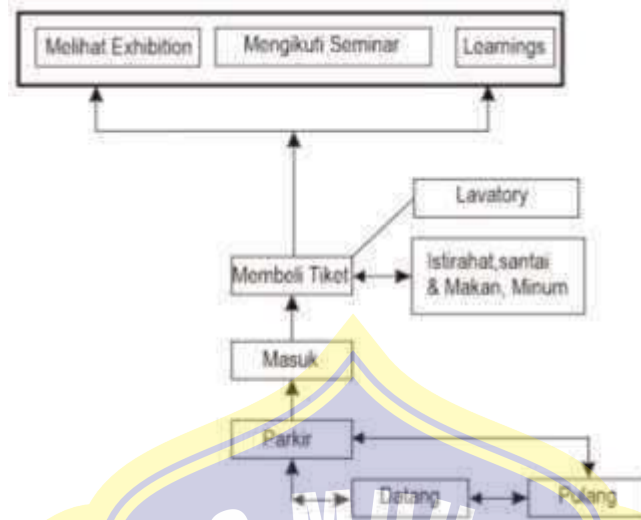 Melihat Exhibition
Mengikuti Seminar
Learnings
Lavatory
Membeli Tiket
Istirahat,santai
& Makan, Minum
Masuk
Parkir
Datang
Pulang